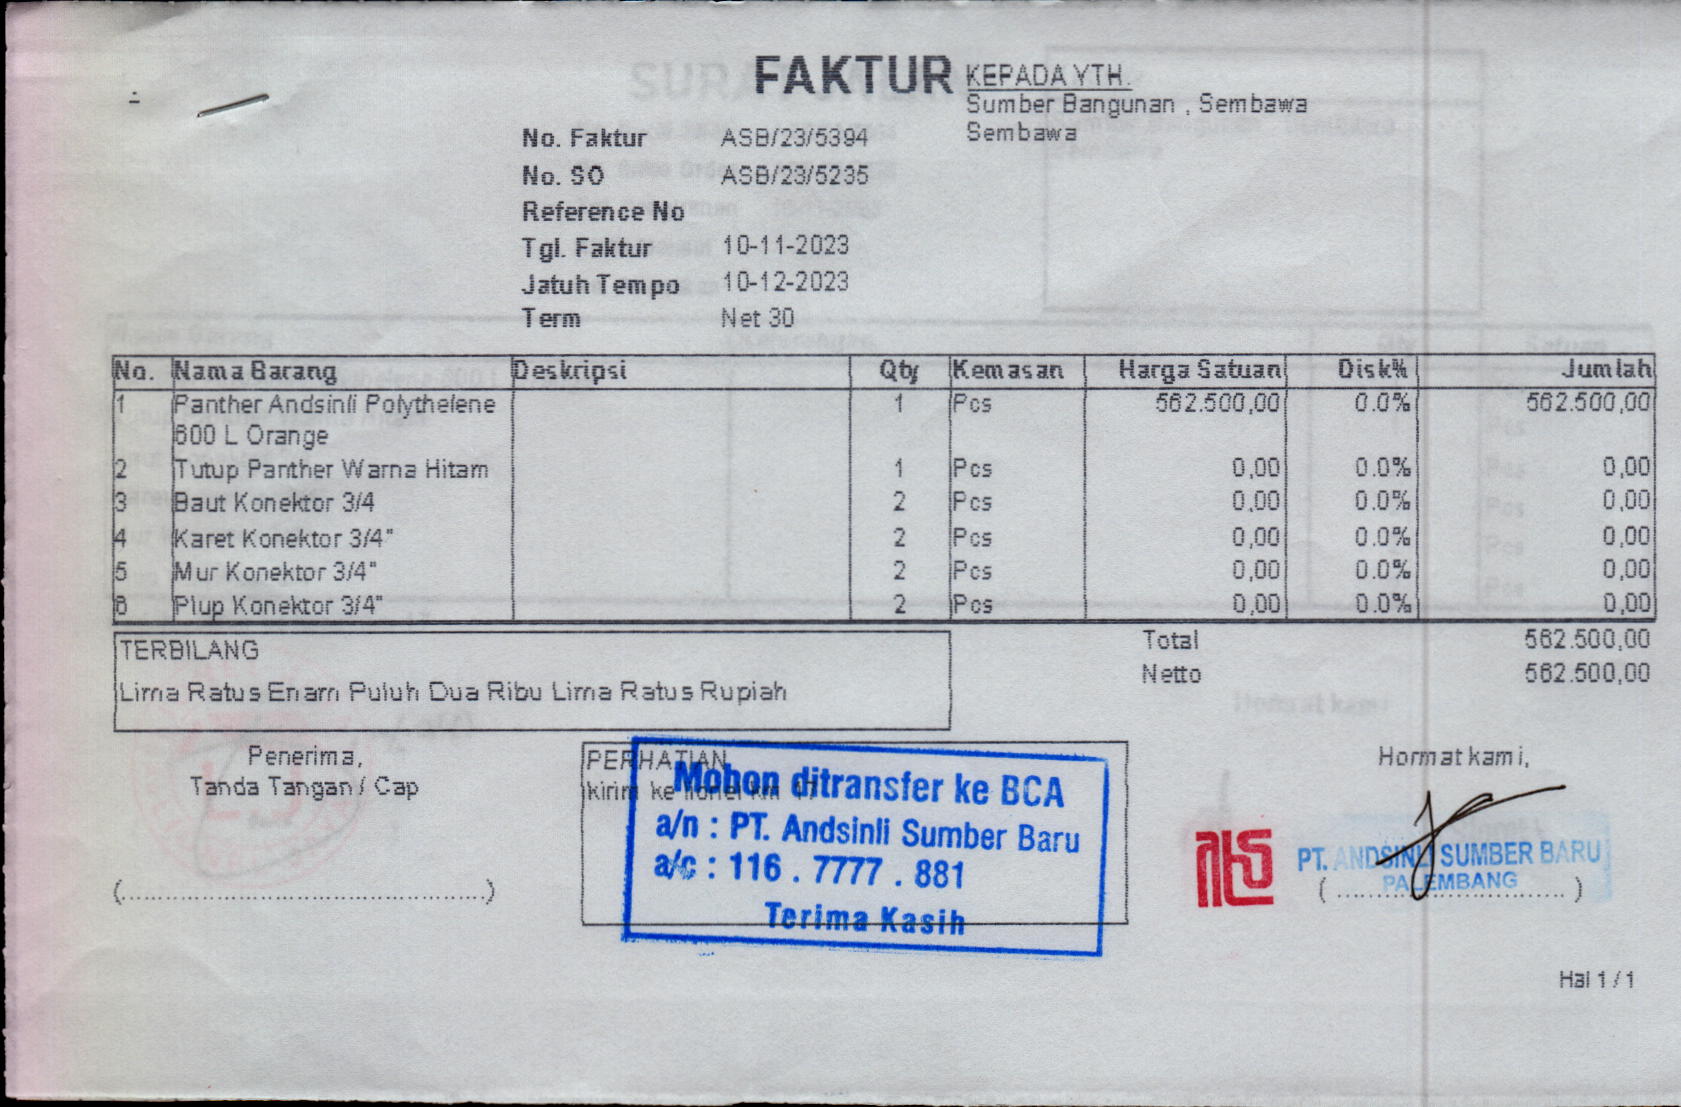 FAKTUR
KEPADA YTH.
Sumber Bangunan , Sembawa
Sembawa
No. Faktur ASB/23/5394
No. SO ASB/23/5235
Reference No
Tgl. Faktur 10-11-2023
Jatuh Tempo 10-12-2023
Term Net 30
No. Nama Barang Deskripsi Qty Kemasan Harga Satuan Disk% Jumlah
1 Panther Andsinli Polythelene 1 Pcs 562.500,00 0.0% 562.500,00
600 L Orange
2 Tutup Panther Warna Hitam 1 Pcs 0,00 0.0% 0,00
3 Baut Konektor 3/4 2 Pcs 0,00 0.0% 0,00
4 Karet Konektor 3/4" 2 Pcs 0,00 0.0% 0,00
5 Mur Konektor 3/4" 2 Pcs 0,00 0.0% 0,00
6 Plup Konektor 3/4" 2 Pcs 0,00 0.0% 0,00
TERBILANG
Lima Ratus Enam Puluh Dua Ribu Lima Ratus Rupiah
Total 562.500,00
Netto 562.500,00
Penerima,
Tanda Tangan / Cap
(..........................................)
PERHATIAN
kirim ke km 17
Mohon ditransfer ke BCA
a/n : PT. Andsinli Sumber Baru
a/c : 116 . 7777 . 881
Terima Kasih
Hormat kami,
PT. ANDSINLI SUMBER BARU
PALEMBANG
(..........................)
Hal 1 / 1